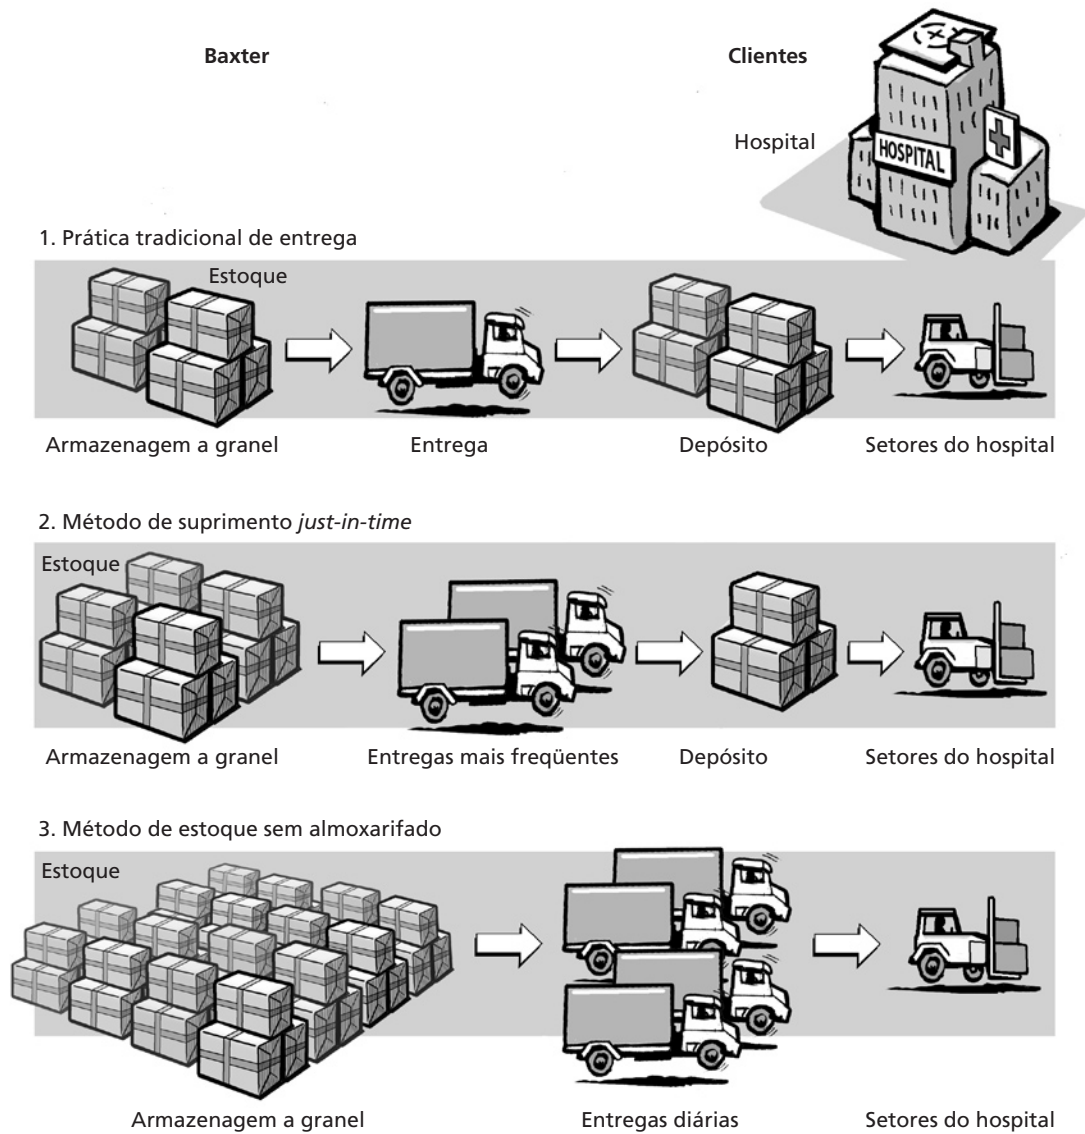 Baxter
Clientes
Hospital
HOSPITAL
1. Prática tradicional de entrega
Estoque
Armazenagem a granel
Entrega
Depósito
Setores do hospital
2. Método de suprimento just-in-time
Estoque
Armazenagem a granel
Entregas mais freqüentes
Depósito
Setores do hospital
3. Método de estoque sem almoxarifado
Estoque
Armazenagem a granel
Entregas diárias
Setores do hospital